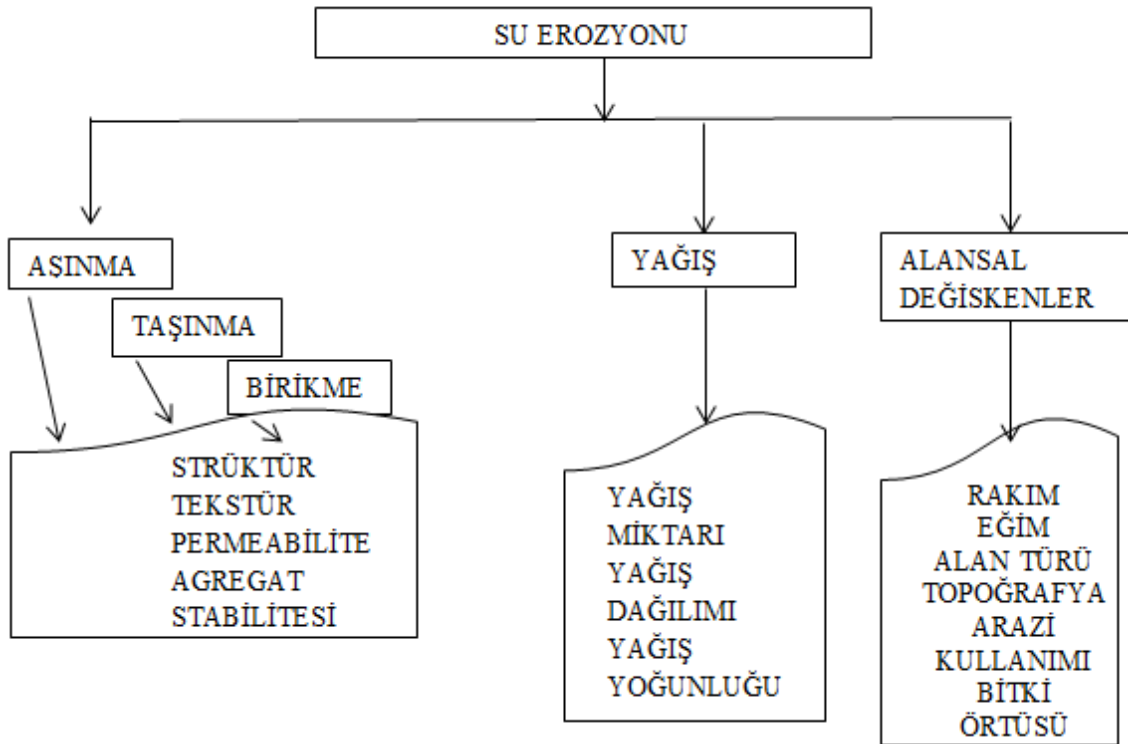 SU EROZYONU
AŞINMA
TAŞINMA
BİRİKME
STRÜKTÜR
TEKSTÜR
PERMEABİLİTE
AGREGAT
STABİLİTESİ
YAĞIŞ
YAĞIŞ
MİKTARI
YAĞIŞ
DAĞILIMI
YAĞIŞ
YOĞUNLUĞU
ALANSAL
DEĞİSKENLER
RAKIM
EĞİM
ALAN TÜRÜ
TOPOĞRAFYA
ARAZİ
KULLANIMI
BİTKİ
ÖRTÜSÜ